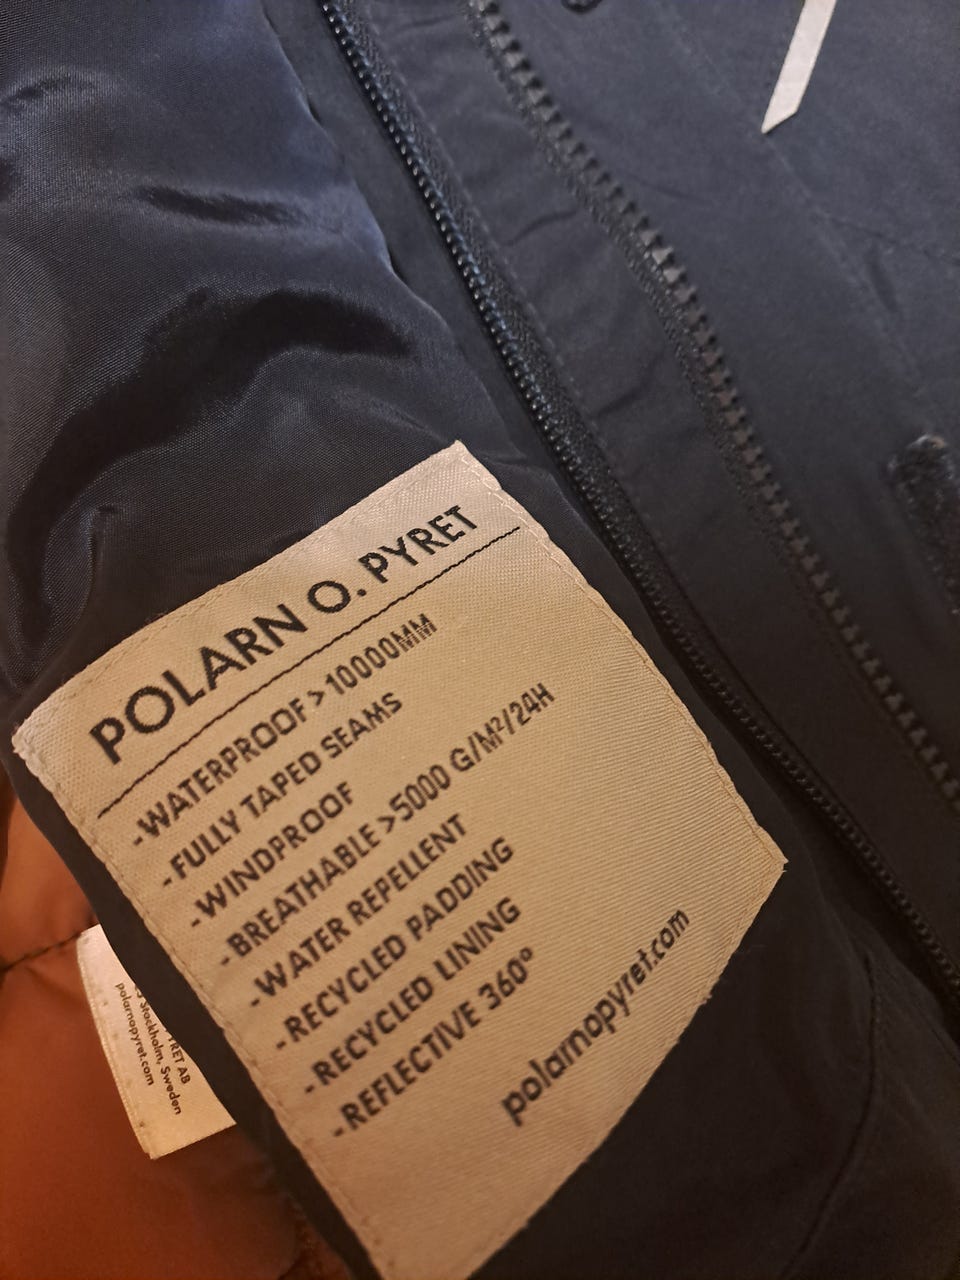 POLARN O. PYRET
-WATERPROOF > 10000MM
-FULLY TAPED SEAMS
-WINDPROOF
-BREATHABLE >5000 G/M²/24H
-WATER REPELLENT
-RECYCLED PADDING
-RECYCLED LINING
-REFLECTIVE 360°
polarnopyret.com
AB
Stockholm, Sweden
polarnopyret.com